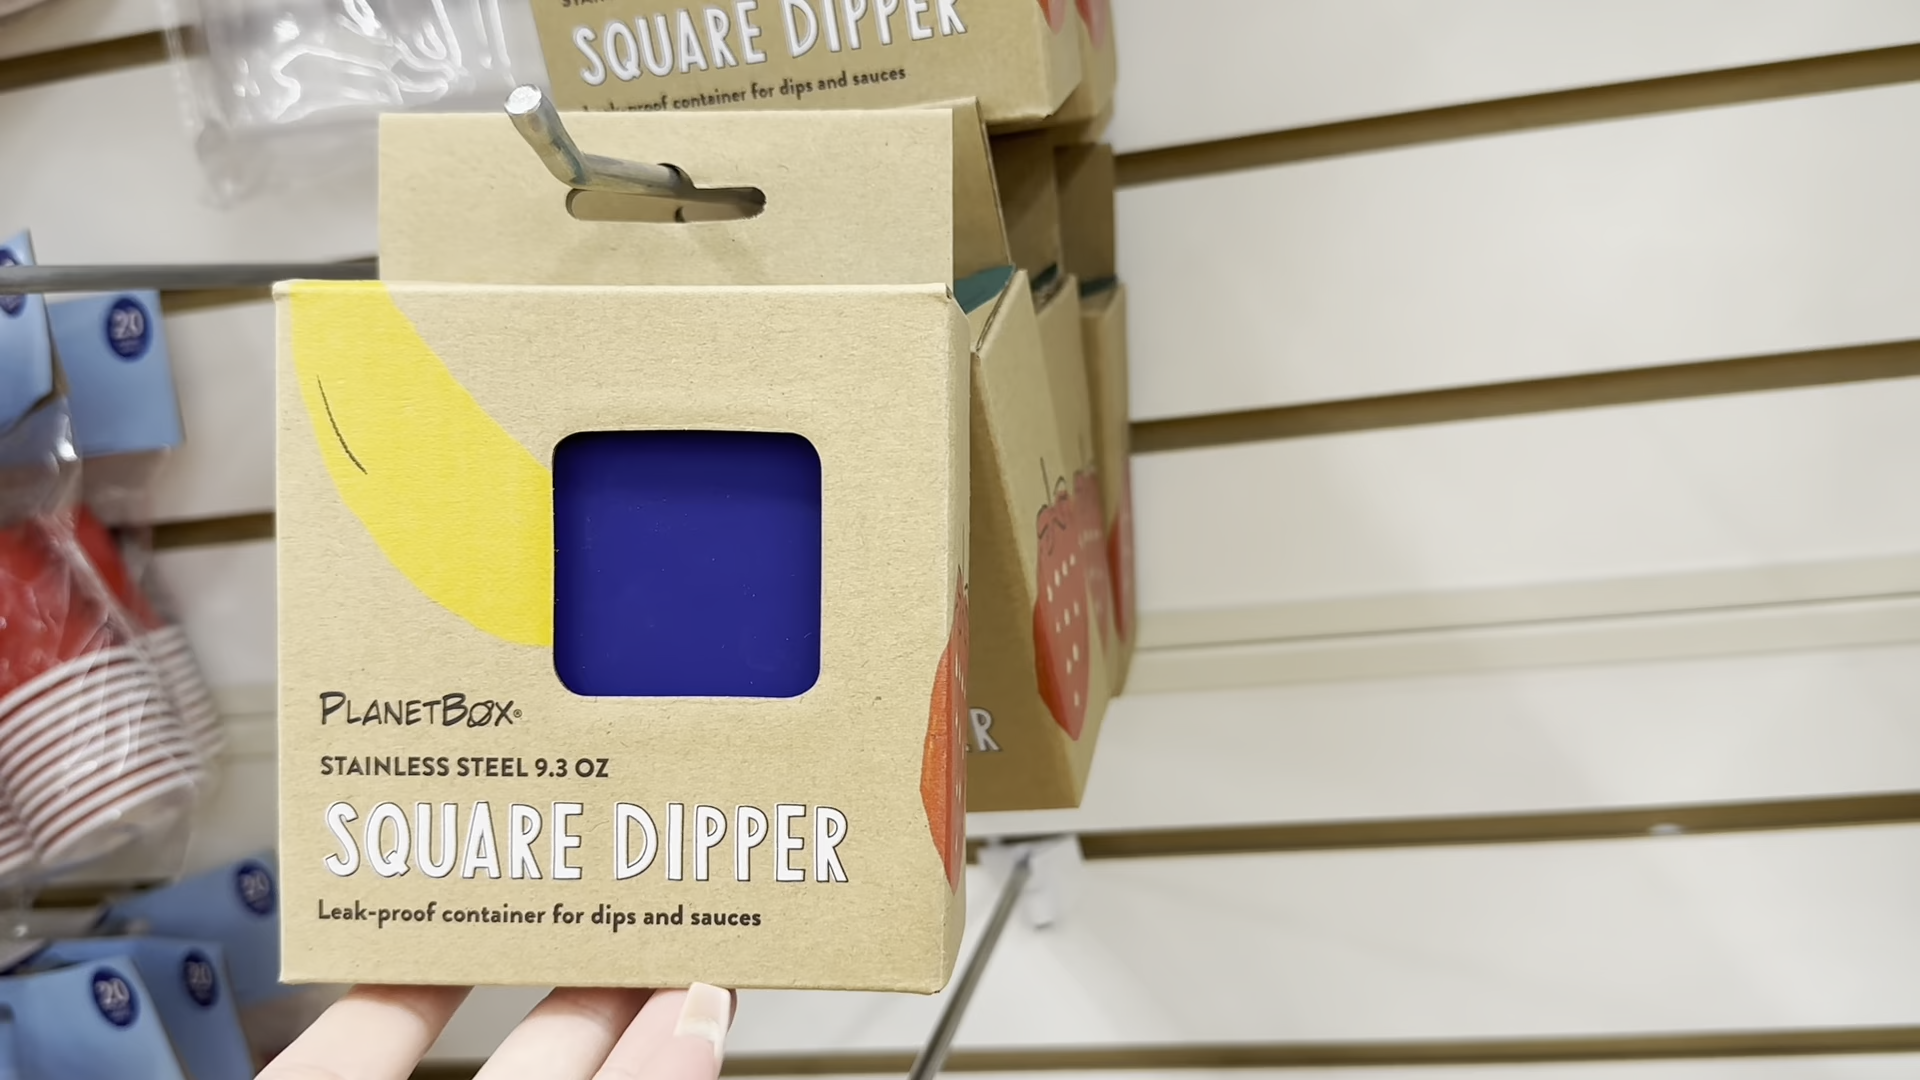 SQUARE DIPPER
Leak-proof container for dips and sauces
20
PLANETBOX®
STAINLESS STEEL 9.3 OZ
SQUARE DIPPER
Leak-proof container for dips and sauces
R
20
20
20